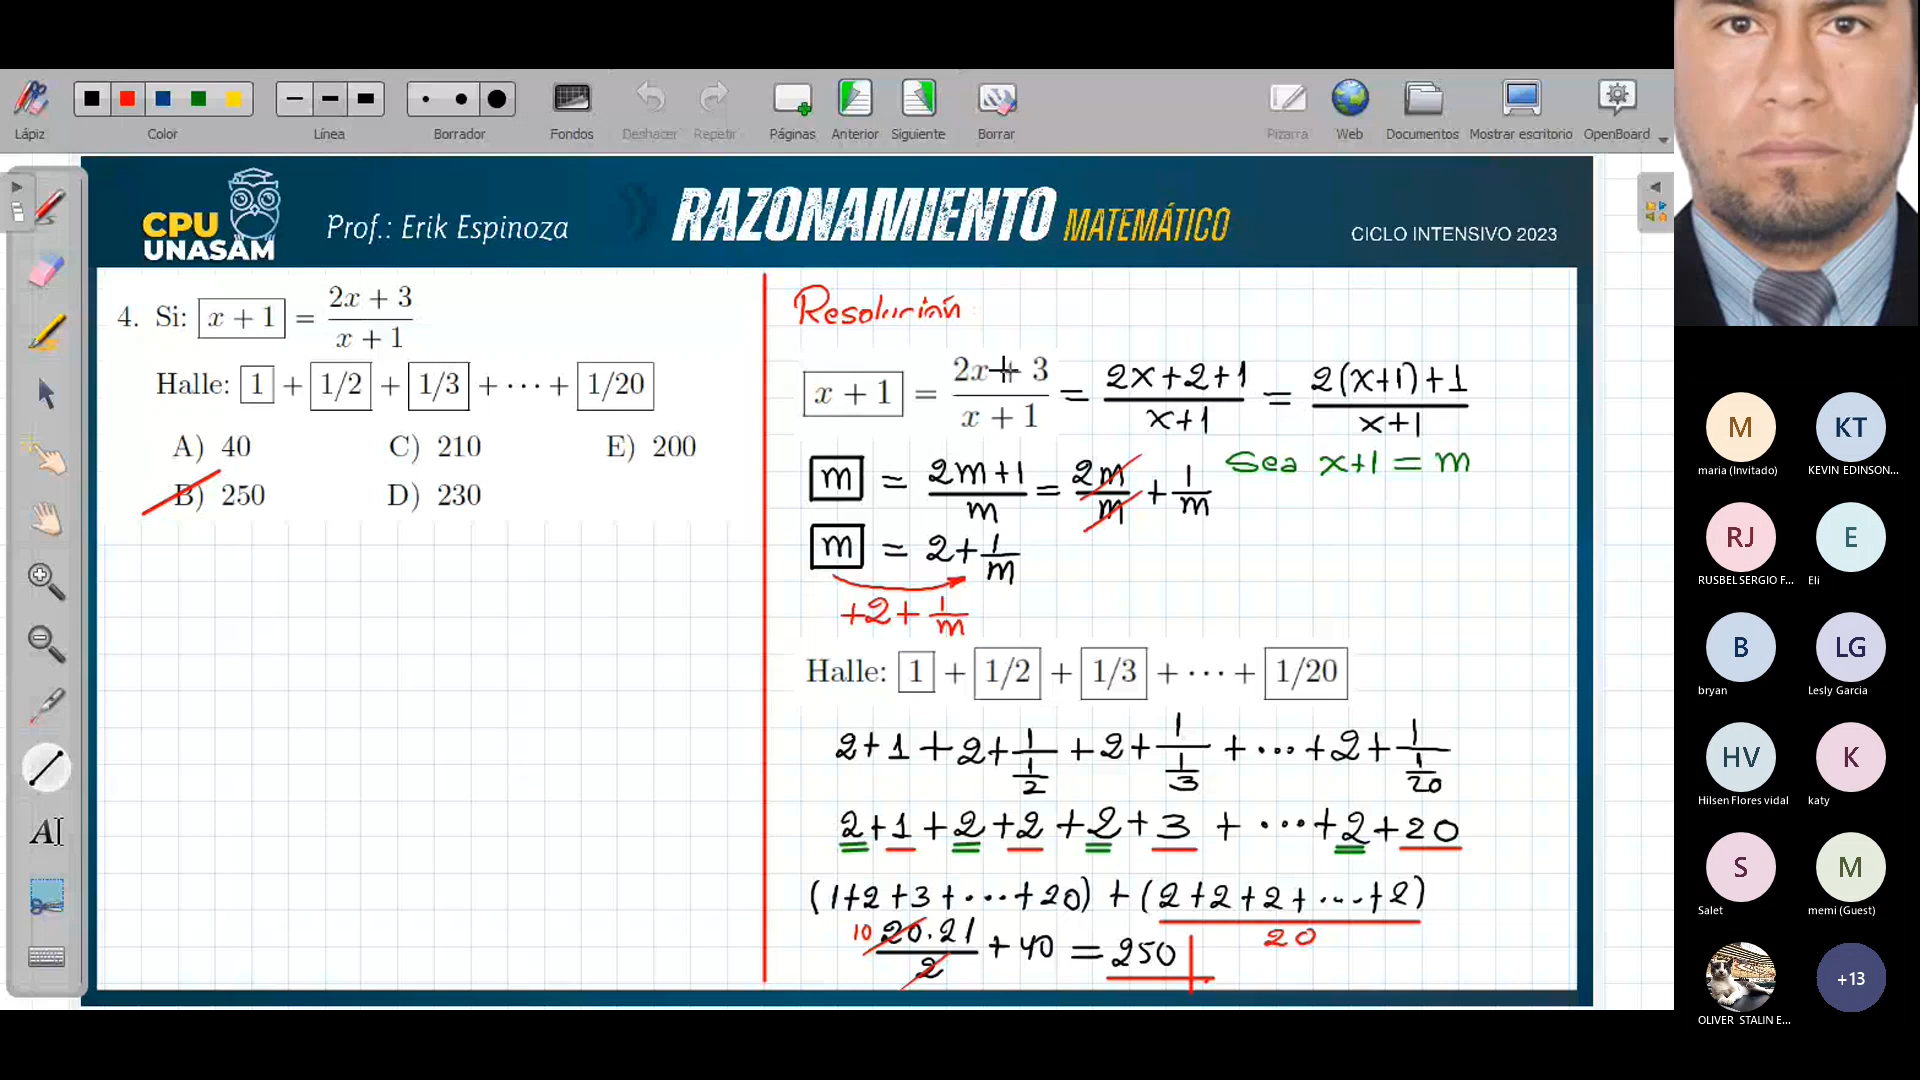 Lápiz
Color
Línea
Borrador
Fondos
Deshacer
Repetir
Páginas
Anterior
Siguiente
Borrar
Pizarra
Web
Documentos
Mostrar escritorio
OpenBoard
CPU
UNASAM
Prof.: Erik Espinoza
RAZONAMIENTO MATEMÁTICO
CICLO INTENSIVO 2023
4. Si: x + 1 = (2x + 3)/(x + 1)
Halle: 1 + 1/2 + 1/3 + ··· + 1/20
A) 40
C) 210
E) 200
B) 250
D) 230
Resolución
x + 1 = (2x + 3)/(x + 1) = (2x+2+1)/(x+1) = (2(x+1)+1)/(x+1)
Sea x+1 = m
m = (2m+1)/m = 2m/m + 1/m
m = 2 + 1/m
+2+ 1/m
Halle: 1 + 1/2 + 1/3 + ··· + 1/20
2+1 + 2+ 1/(1/2) + 2+ 1/(1/3) + ... + 2+ 1/(1/20)
2+1+2+2+2+3 + ...+2+20
(1+2+3+...+20) + (2+2+2+...+2)
20
10
20.21/2 + 40 = 250
A
M
maria (Invitado)
KT
KEVIN EDINSON...
RJ
RUSBEL SERGIO F...
E
Eli
B
bryan
LG
Lesly Garcia
HV
Hilsen Flores vidal
K
katy
S
Salet
M
memi (Guest)
OLIVER STALIN E...
+13